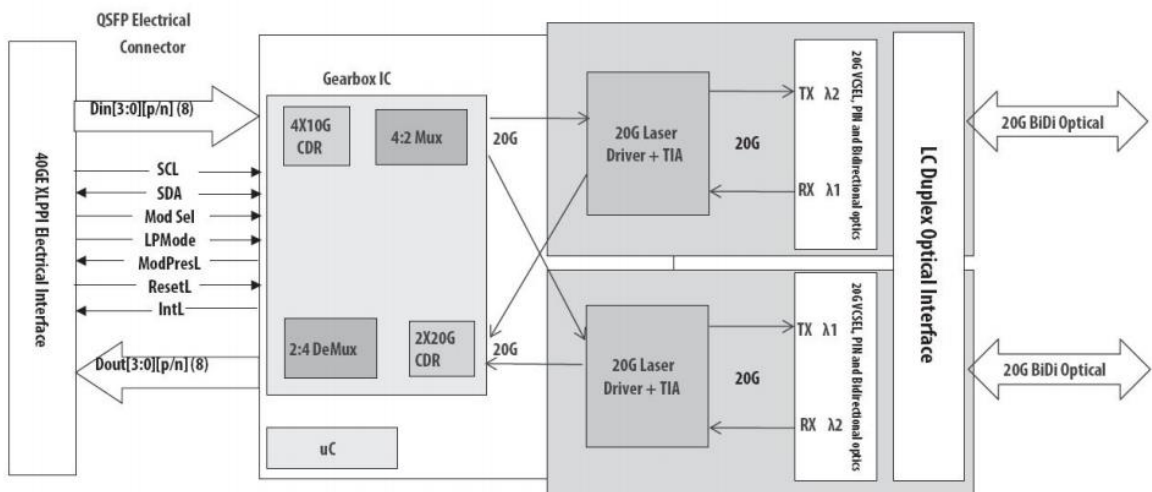 QSFP Electrical
Connector
40GE XLPPI Electrical Interface
Din[3:0][p/n] (8)
SCL
SDA
Mod Sel
LPMode
ModPresL
ResetL
IntL
Dout[3:0][p/n] (8)
Gearbox IC
4X10G
CDR
4:2 Mux
2:4 DeMux
2X20G
CDR
uC
20G
20G
20G Laser
Driver + TIA
20G
TX λ2
RX λ1
20G VCSEL, PIN and Bidirectional optics
20G Laser
Driver + TIA
20G
TX λ1
RX λ2
20G VCSEL, PIN and Bidirectional optics
LC Duplex Optical Interface
20G BiDi Optical
20G BiDi Optical